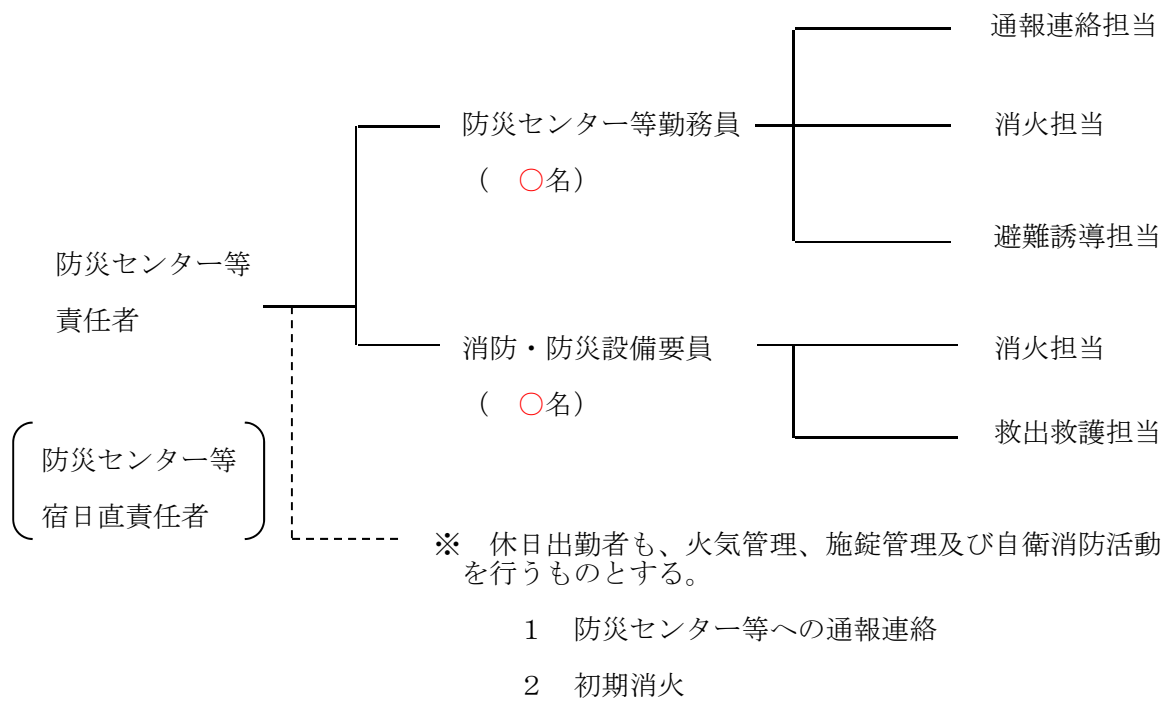 防災センター等
責任者
防災センター等
宿日直責任者
防災センター等勤務員
（　○名）
通報連絡担当
消火担当
避難誘導担当
消防・防災設備要員
（　○名）
消火担当
救出救護担当
※　休日出勤者も、火気管理、施錠管理及び自衛消防活動
を行うものとする。
１　防災センター等への通報連絡
２　初期消火